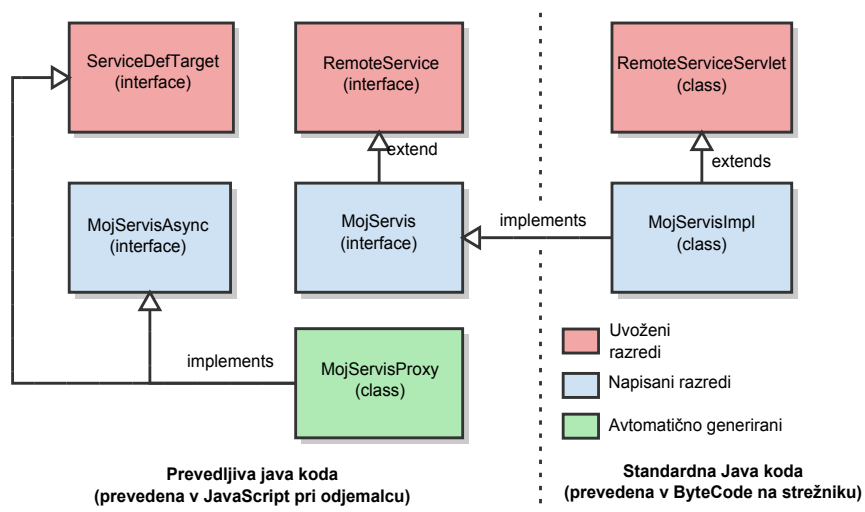 ServiceDefTarget
(interface)
RemoteService
(interface)
RemoteServiceServlet
(class)
extend
extends
MojServisAsync
(interface)
MojServis
(interface)
implements
MojServisImpl
(class)
implements
MojServisProxy
(class)
Uvoženi
razredi
Napisani razredi
Avtomatično generirani
Prevedljiva java koda
(prevedena v JavaScript pri odjemalcu)
Standardna Java koda
(prevedena v ByteCode na strežniku)